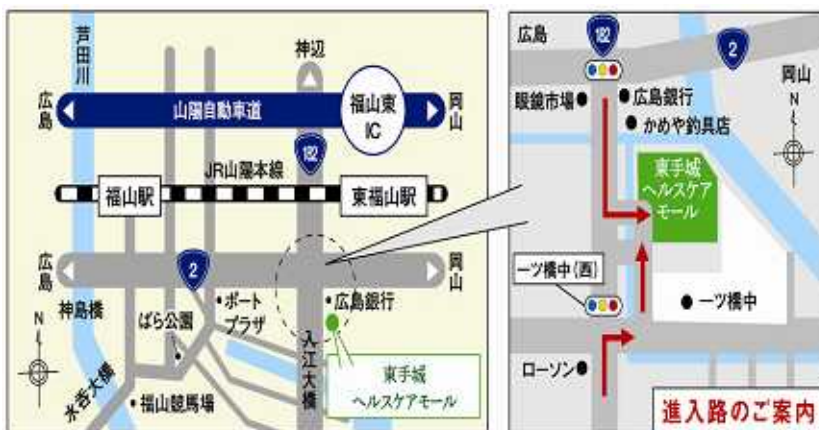 芦田川
神辺
広島
山陽自動車道
福山東
IC
岡山
182
JR山陽本線
福山駅
東福山駅
広島
2
岡山
神島橋
ポート
プラザ
広島銀行
ばら公園
N
入江大橋
水呑大橋
福山競馬場
東手城
ヘルスケアモール
広島
182
2
岡山
眼鏡市場
広島銀行
かめや釣具店
N
東手城
ヘルスケア
モール
一ツ橋中(西)
一ツ橋中
ローソン
進入路のご案内